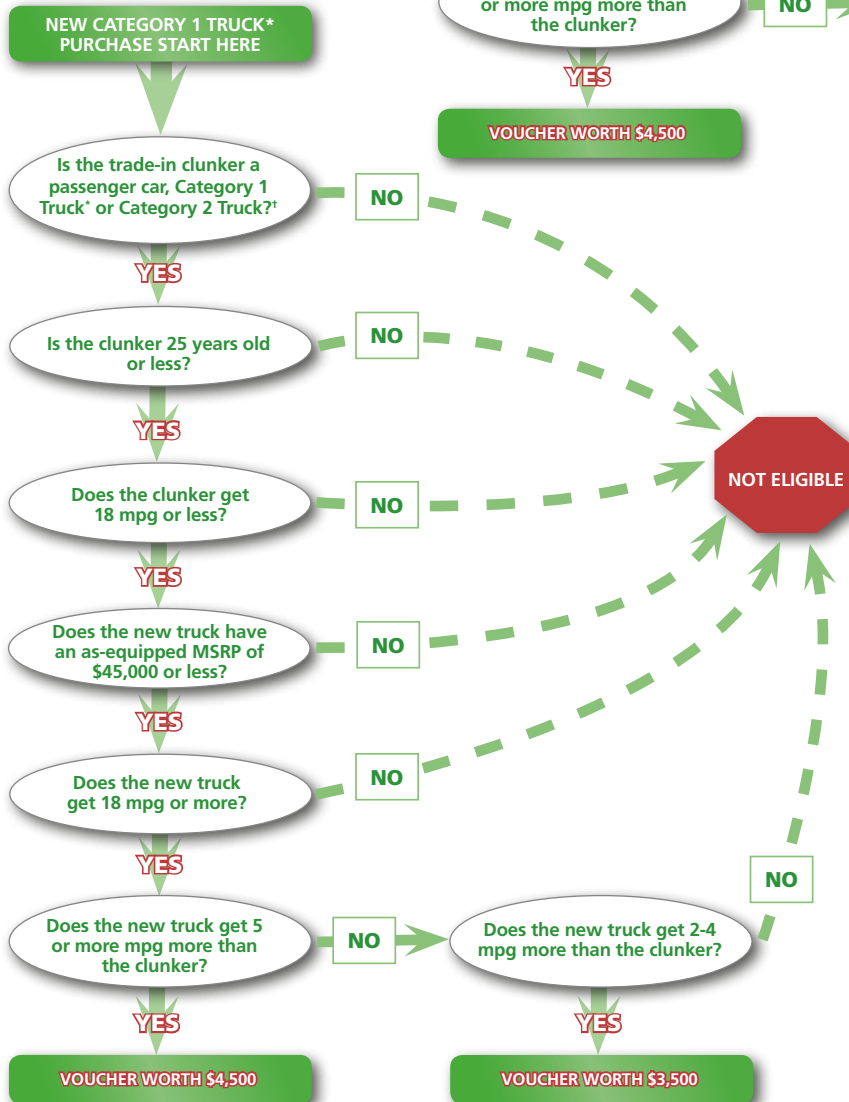 or more mpg more than
the clunker?
NO
YES
VOUCHER WORTH $4,500
NEW CATEGORY 1 TRUCK*
PURCHASE START HERE
Is the trade-in clunker a
passenger car, Category 1
Truck* or Category 2 Truck?†
NO
YES
Is the clunker 25 years old
or less?
NO
YES
Does the clunker get
18 mpg or less?
NO
NOT ELIGIBLE
YES
Does the new truck have
an as-equipped MSRP of
$45,000 or less?
NO
YES
Does the new truck
get 18 mpg or more?
NO
YES
Does the new truck get 5
or more mpg more than
the clunker?
NO
Does the new truck get 2-4
mpg more than the clunker?
NO
YES
VOUCHER WORTH $4,500
YES
VOUCHER WORTH $3,500